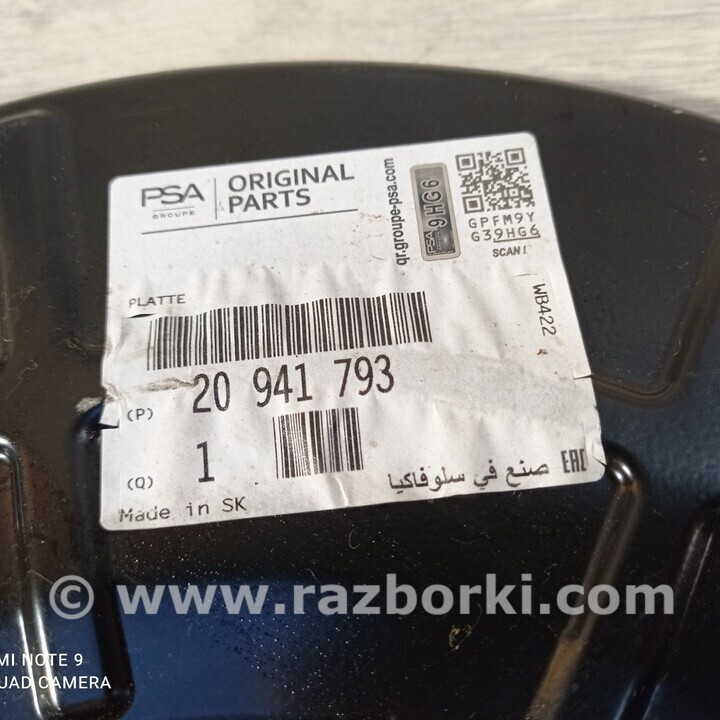 PSA
GROUPE
ORIGINAL
PARTS
qr.groupe-psa.com
PSA 9HG6
GPFM9Y
G39HG6
SCAN!
PLATTE
WB422
(P) 20 941 793
(Q) 1
Made in SK
صنع في سلوفاكيا
EAC
© www.razborki.com
MI NOTE 9
QUAD CAMERA